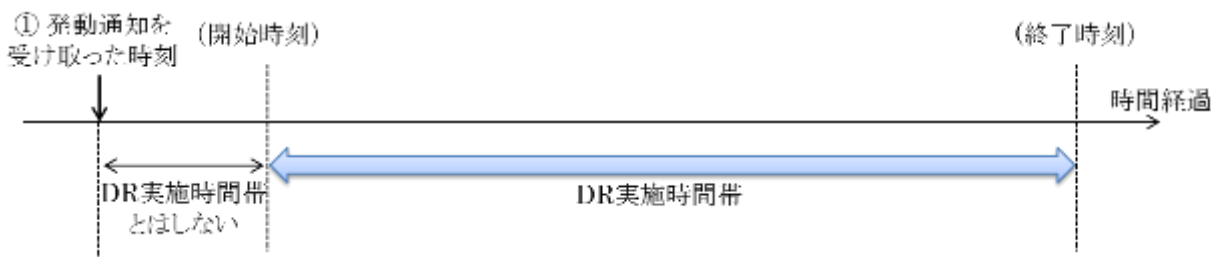 ① 発動通知を
受け取った時刻
(開始時刻)
(終了時刻)
時間経過
DR実施時間帯
とはしない
DR実施時間帯